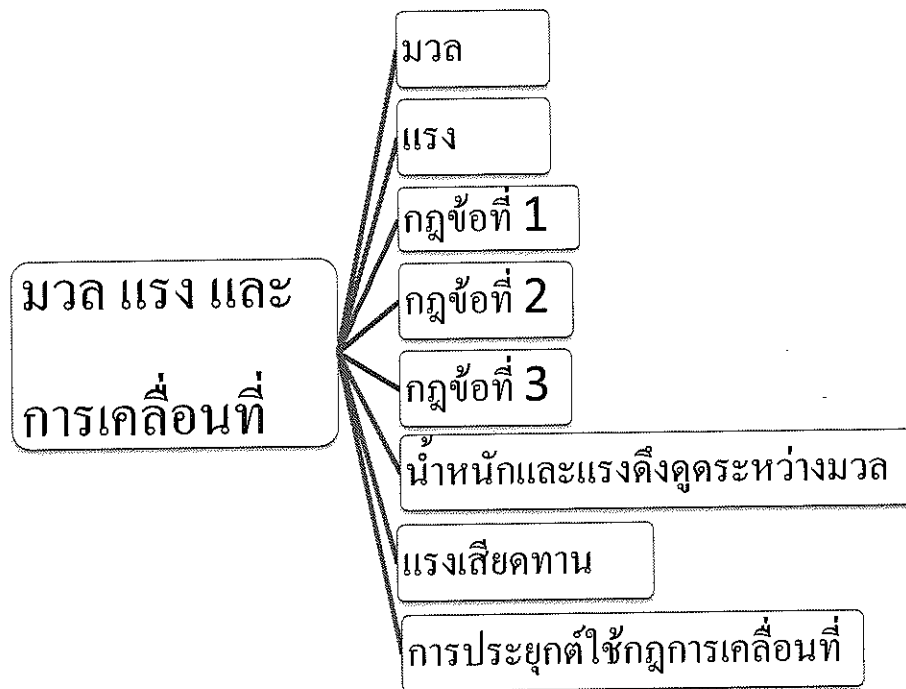 มวล แรง และ
การเคลื่อนที่
มวล
แรง
กฎข้อที่ 1
กฎข้อที่ 2
กฎข้อที่ 3
น้ำหนักและแรงดึงดูดระหว่างมวล
แรงเสียดทาน
การประยุกต์ใช้กฎการเคลื่อนที่